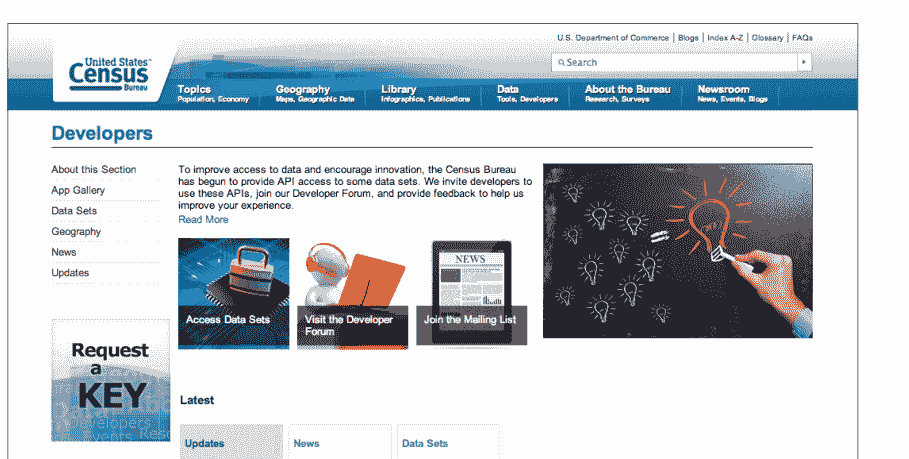 U.S. Department of Commerce | Blogs | Index A-Z | Glossary | FAQs
United States™
Census
Bureau
Search
Topics
Population, Economy
Geography
Maps, Geographic Data
Library
Infographics, Publications
Data
Tools, Developers
About the Bureau
Research, Surveys
Newsroom
News, Events, Blogs
Developers
About this Section
App Gallery
Data Sets
Geography
News
Updates
To improve access to data and encourage innovation, the Census Bureau
has begun to provide API access to some data sets. We invite developers to
use these APIs, join our Developer Forum, and provide feedback to help us
improve your experience.
Read More
Access Data Sets
Visit the Developer
Forum
NEWS
Join the Mailing List
Request
a
KEY
Data
Developers
Events
Latest
Updates
News
Data Sets